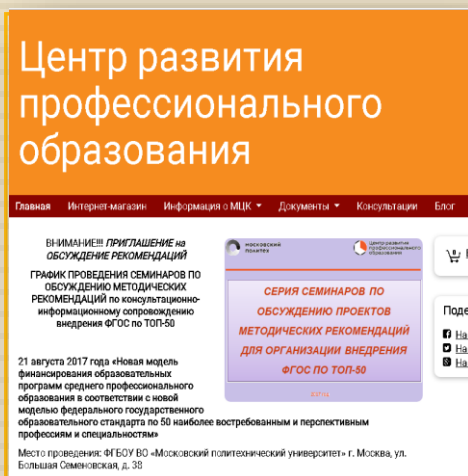 Центр развития
профессионального
образования
Главная Интернет-магазин Информация о МЦК Документы Консультации Блог
ВНИМАНИЕ!!! ПРИГЛАШЕНИЕ на
ОБСУЖДЕНИЕ РЕКОМЕНДАЦИЙ
ГРАФИК ПРОВЕДЕНИЯ СЕМИНАРОВ ПО
ОБСУЖДЕНИЮ МЕТОДИЧЕСКИХ
РЕКОМЕНДАЦИЙ по консультационно-
информационному сопровождению
внедрения ФГОС по ТОП-50
21 августа 2017 года «Новая модель
финансирования образовательных
программ среднего профессионального
образования в соответствии с новой
моделью федерального государственного
образовательного стандарта по 50 наиболее востребованным и перспективным
профессиям и специальностям»
Место проведения: ФГБОУ ВО «Московский политехнический университет» г. Москва, ул.
Большая Семеновская, д. 38
МОСКОВСКИЙ
ПОЛИТЕХ
ЦЕНТР РАЗВИТИЯ
ПРОФЕССИОНАЛЬНОГО
ОБРАЗОВАНИЯ
СЕРИЯ СЕМИНАРОВ ПО
ОБСУЖДЕНИЮ ПРОЕКТОВ
МЕТОДИЧЕСКИХ РЕКОМЕНДАЦИЙ
ДЛЯ ОРГАНИЗАЦИИ ВНЕДРЕНИЯ
ФГОС ПО ТОП-50
Поде
На
На
На